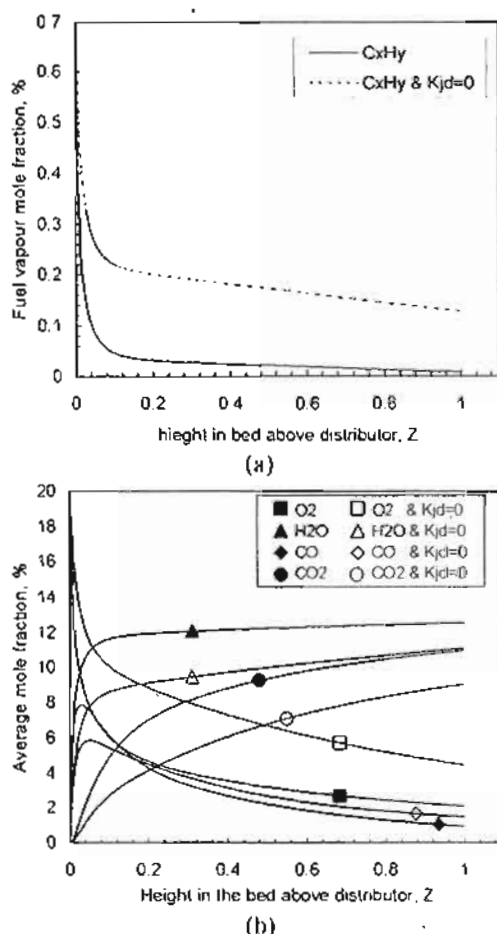 0 7
0.6
0.5
0.4
0.3
0.2
0.1
0
CxHy
CxHy & Kjd=0
Fuel vapour mole fraction, %
0 0.2 0.4 0.6 0.8 1
hieght in bed above distributor, Z
(a)
20
18
16
14
12
10
8
6
4
2
0
O2 O2 & Kjd=0
H2O H2O & Kjd=0
CO CO & Kjd=0
CO2 CO2 & Kjd=0
Average mole fraction, %
0 0.2 0.4 0.6 0.8 1
Height in the bed above distributor, Z
(b)